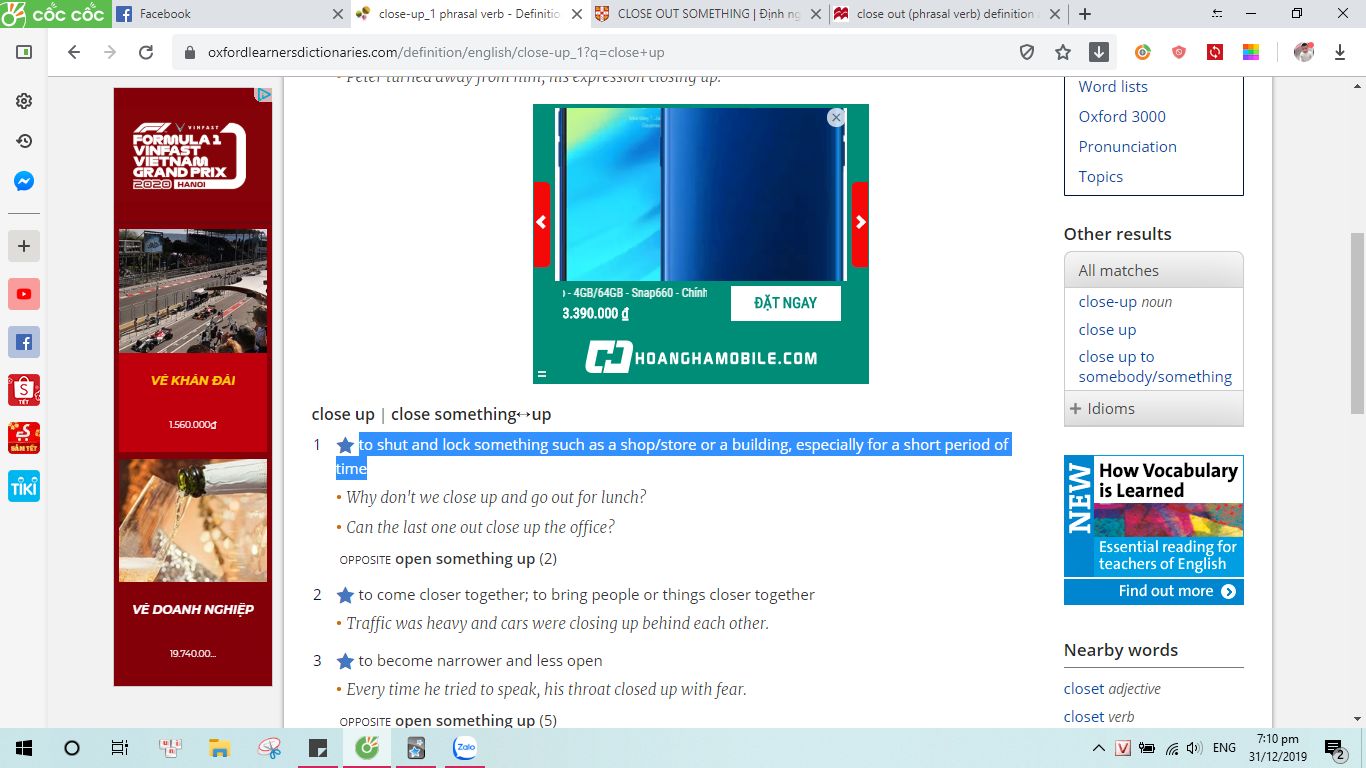 cốc cốc
Facebook
close-up_1 phrasal verb - Definitio
CLOSE OUT SOMETHING | Định ng
close out (phrasal verb) definition a
oxfordlearnersdictionaries.com/definition/english/close-up_1?q=close+up
Peter turned away from him, his expression closing up.
FORMULA 1
VINFAST
VIETNAM
GRAND PRIX
2020 HANOI
VÉ KHÁN ĐÀI
1.560.000₫
VÉ DOANH NGHIỆP
19.740.00...
- 4GB/64GB - Snap660 - Chính
3.390.000 ₫
ĐẶT NGAY
HOANGHAMOBILE.COM
close up | close something↔up
1 to shut and lock something such as a shop/store or a building, especially for a short period of
time
• Why don't we close up and go out for lunch?
• Can the last one out close up the office?
OPPOSITE open something up (2)
2 to come closer together; to bring people or things closer together
• Traffic was heavy and cars were closing up behind each other.
3 to become narrower and less open
• Every time he tried to speak, his throat closed up with fear.
OPPOSITE open something up (5)
Word lists
Oxford 3000
Pronunciation
Topics
Other results
All matches
close-up noun
close up
close up to
somebody/something
+ Idioms
NEW
How Vocabulary
is Learned
Essential reading for
teachers of English
Find out more
Nearby words
closet adjective
closet verb
TẾT
SẮM TẾT
TIKI
Zalo
V
ENG
7:10 pm
31/12/2019
2